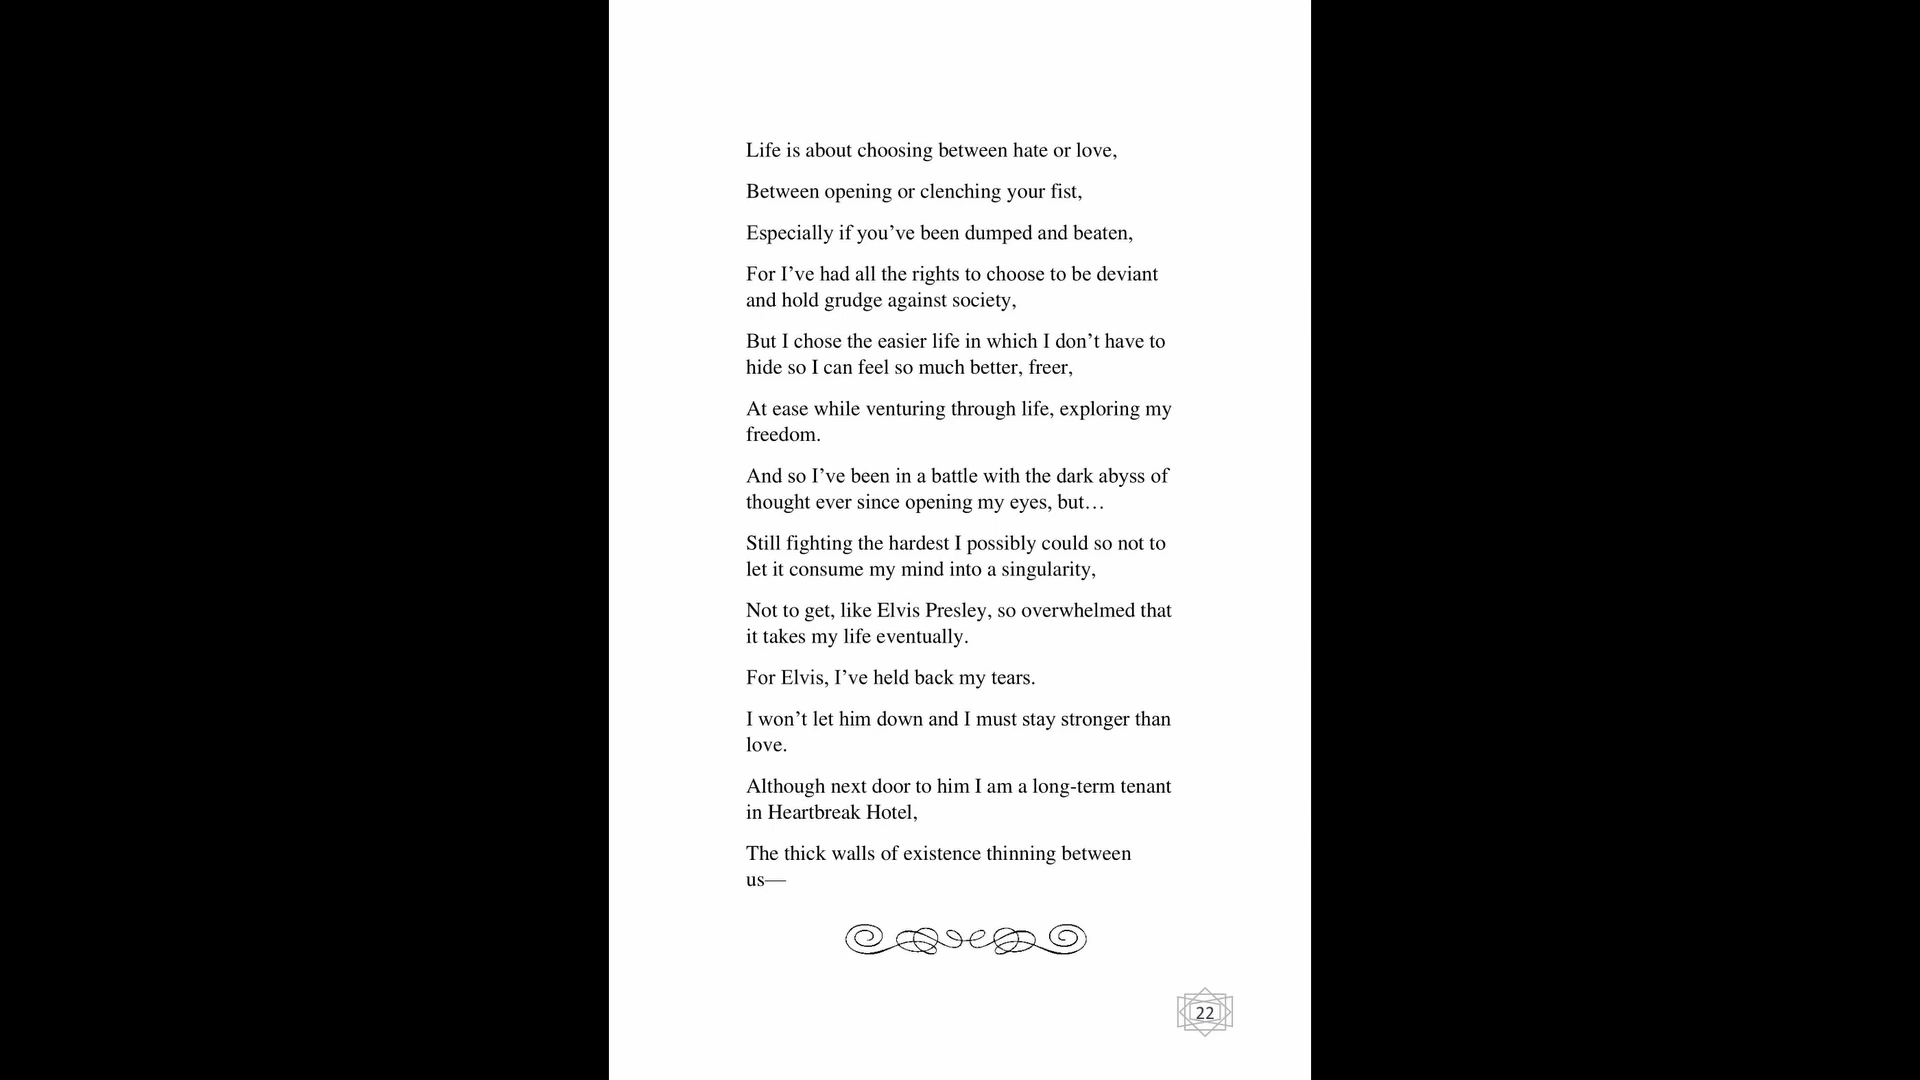 Life is about choosing between hate or love,
Between opening or clenching your fist,
Especially if you’ve been dumped and beaten,
For I’ve had all the rights to choose to be deviant
and hold grudge against society,
But I chose the easier life in which I don’t have to
hide so I can feel so much better, freer,
At ease while venturing through life, exploring my
freedom.
And so I’ve been in a battle with the dark abyss of
thought ever since opening my eyes, but…
Still fighting the hardest I possibly could so not to
let it consume my mind into a singularity,
Not to get, like Elvis Presley, so overwhelmed that
it takes my life eventually.
For Elvis, I’ve held back my tears.
I won’t let him down and I must stay stronger than
love.
Although next door to him I am a long-term tenant
in Heartbreak Hotel,
The thick walls of existence thinning between
us—
22